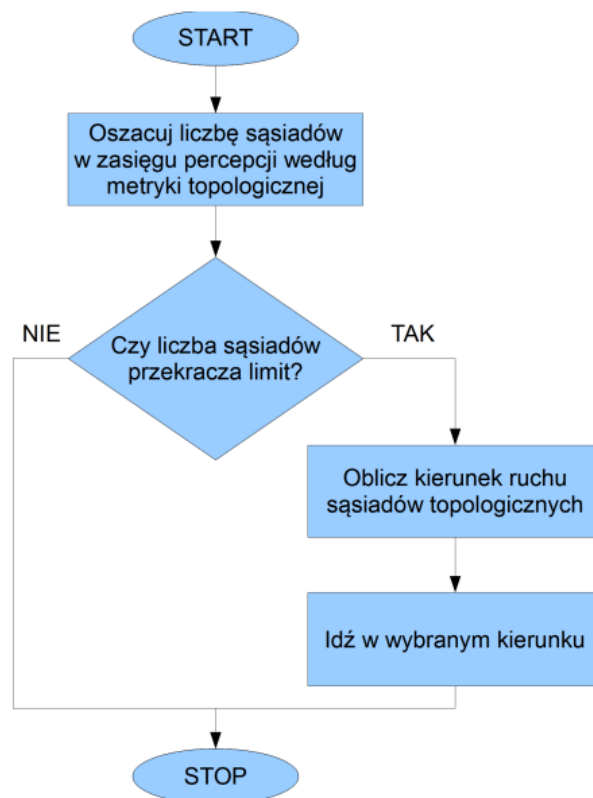 START
Oszacuj liczbę sąsiadów
w zasięgu percepcji według
metryki topologicznej
NIE
TAK
Czy liczba sąsiadów
przekracza limit?
Oblicz kierunek ruchu
sąsiadów topologicznych
Idź w wybranym kierunku
STOP